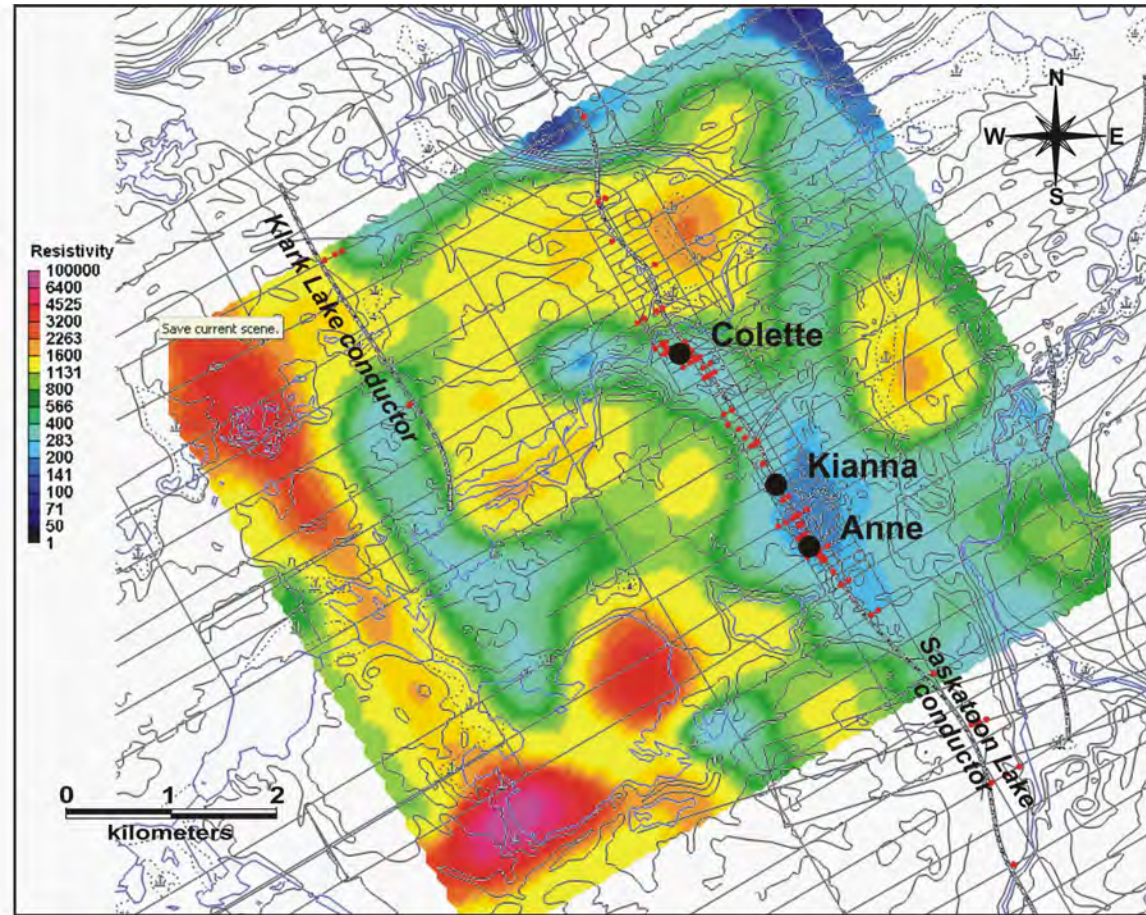 N
W E
S
Klark Lake conductor
Resistivity
100000
6400
4525
3200
2263
1600
1131
800
566
400
283
200
141
100
71
50
1
Save current scene.
Colette
Kianna
Anne
Saskatoon Lake
conductor
0 1 2
kilometers